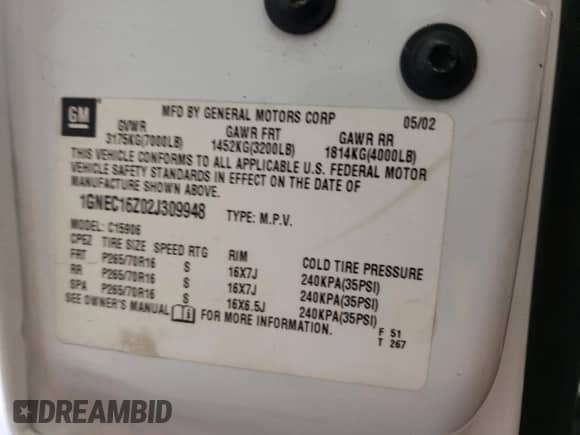 GM
MFD BY GENERAL MOTORS CORP 05/02
GVWR GAWR FRT GAWR RR
3175KG(7000LB) 1452KG(3200LB) 1814KG(4000LB)
THIS VEHICLE CONFORMS TO ALL APPLICABLE U.S. FEDERAL MOTOR
VEHICLE SAFETY STANDARDS IN EFFECT ON THE DATE OF
MANUFACTURE SHOWN ABOVE.
1GNEC16Z02J309948 TYPE: M.P.V.
MODEL: C15906
CP5Z TIRE SIZE SPEED RTG RIM COLD TIRE PRESSURE
FRT P265/70R16 S 16X7J 240KPA(35PSI)
RR P265/70R16 S 16X7J 240KPA(35PSI)
SPA P265/70R16 S 16X6.5J 240KPA(35PSI)
SEE OWNER'S MANUAL i FOR MORE INFORMATION.
F 51
T 267
DREAMBID